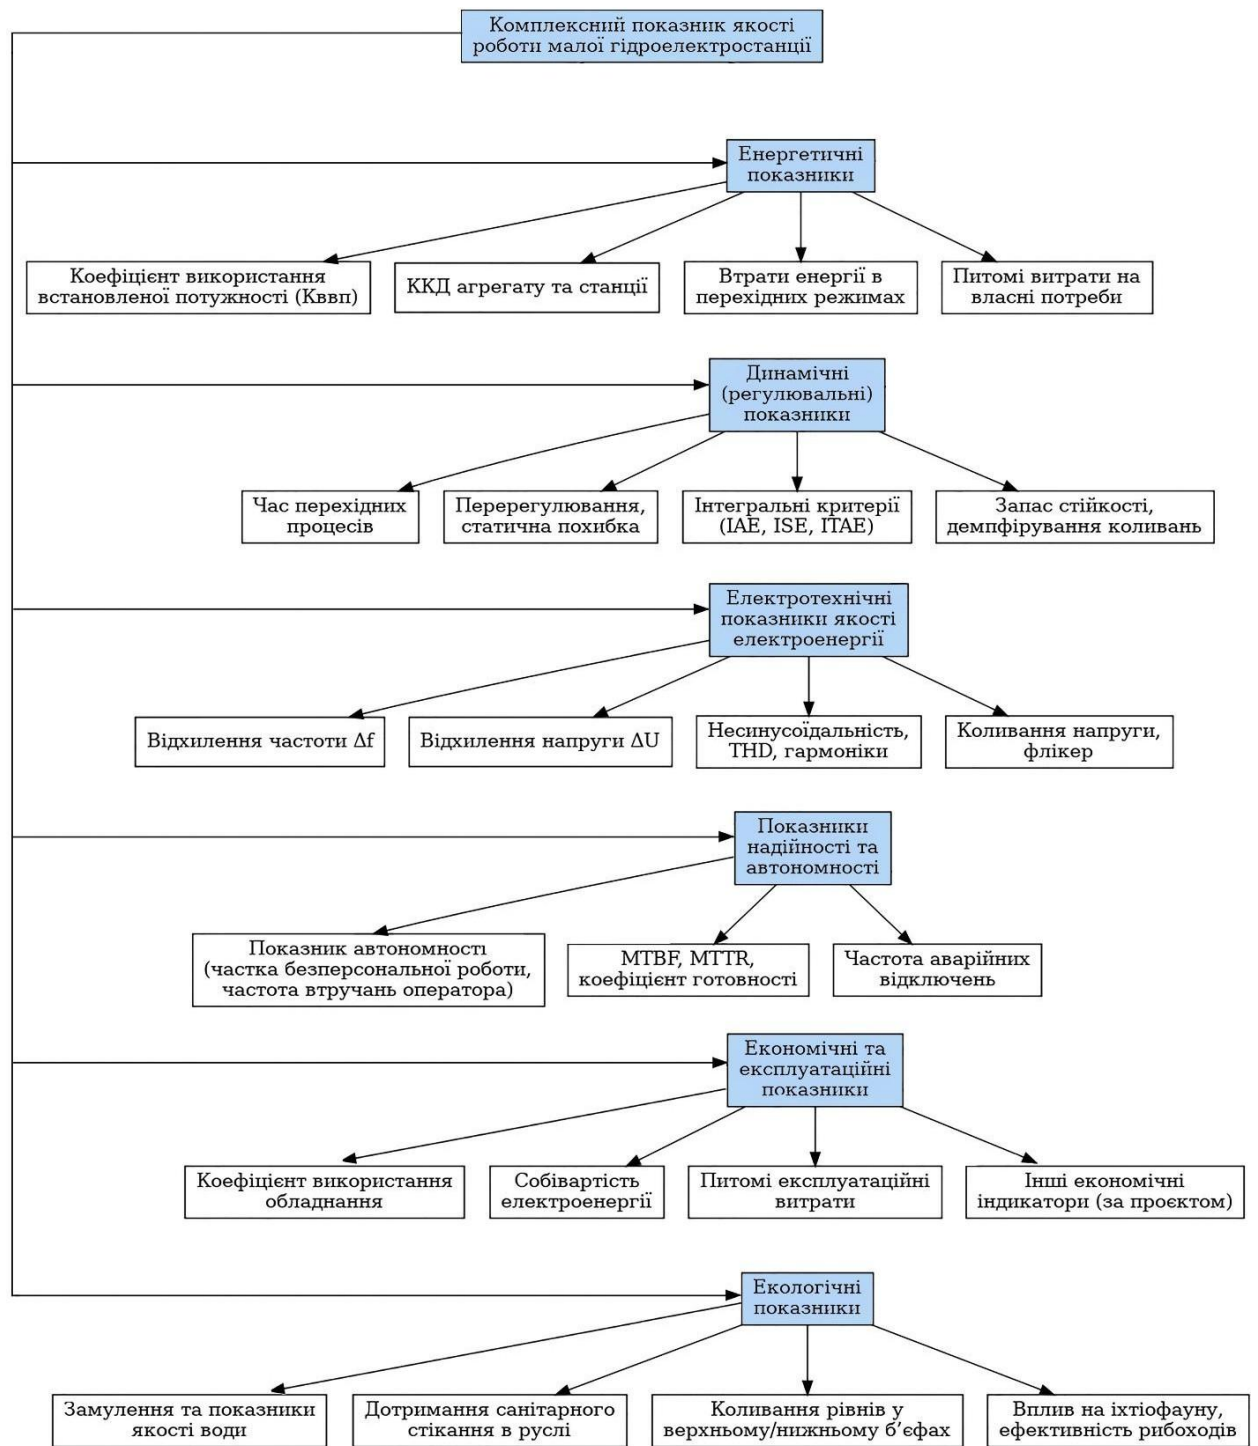 Комплексний показник якості
роботи малої гідроелектростанції
Енергетичні
показники
Коефіцієнт використання
встановленої потужності (Кввп)
ККД агрегату та станції
Втрати енергії в
перехідних режимах
Питомі витрати на
власні потреби
Динамічні
(регулювальні)
показники
Час перехідних
процесів
Перерегулювання,
статична похибка
Інтегральні критерії
(IAE, ISE, ITAE)
Запас стійкості,
демпфірування коливань
Електротехнічні
показники якості
електроенергії
Відхилення частоти Δf
Відхилення напруги ΔU
Несинусоїдальність,
THD, гармоніки
Коливання напруги,
флікер
Показники
надійності та
автономності
Показник автономності
(частка безперсональної роботи,
частота втручань оператора)
MTBF, MTTR,
коефіцієнт готовності
Частота аварійних
відключень
Економічні та
експлуатаційні
показники
Коефіцієнт використання
обладнання
Собівартість
електроенергії
Питомі експлуатаційні
витрати
Інші економічні
індикатори (за проєктом)
Екологічні
показники
Замулення та показники
якості води
Дотримання санітарного
стікання в руслі
Коливання рівнів у
верхньому/нижньому б’єфах
Вплив на іхтіофауну,
ефективність рибоходів